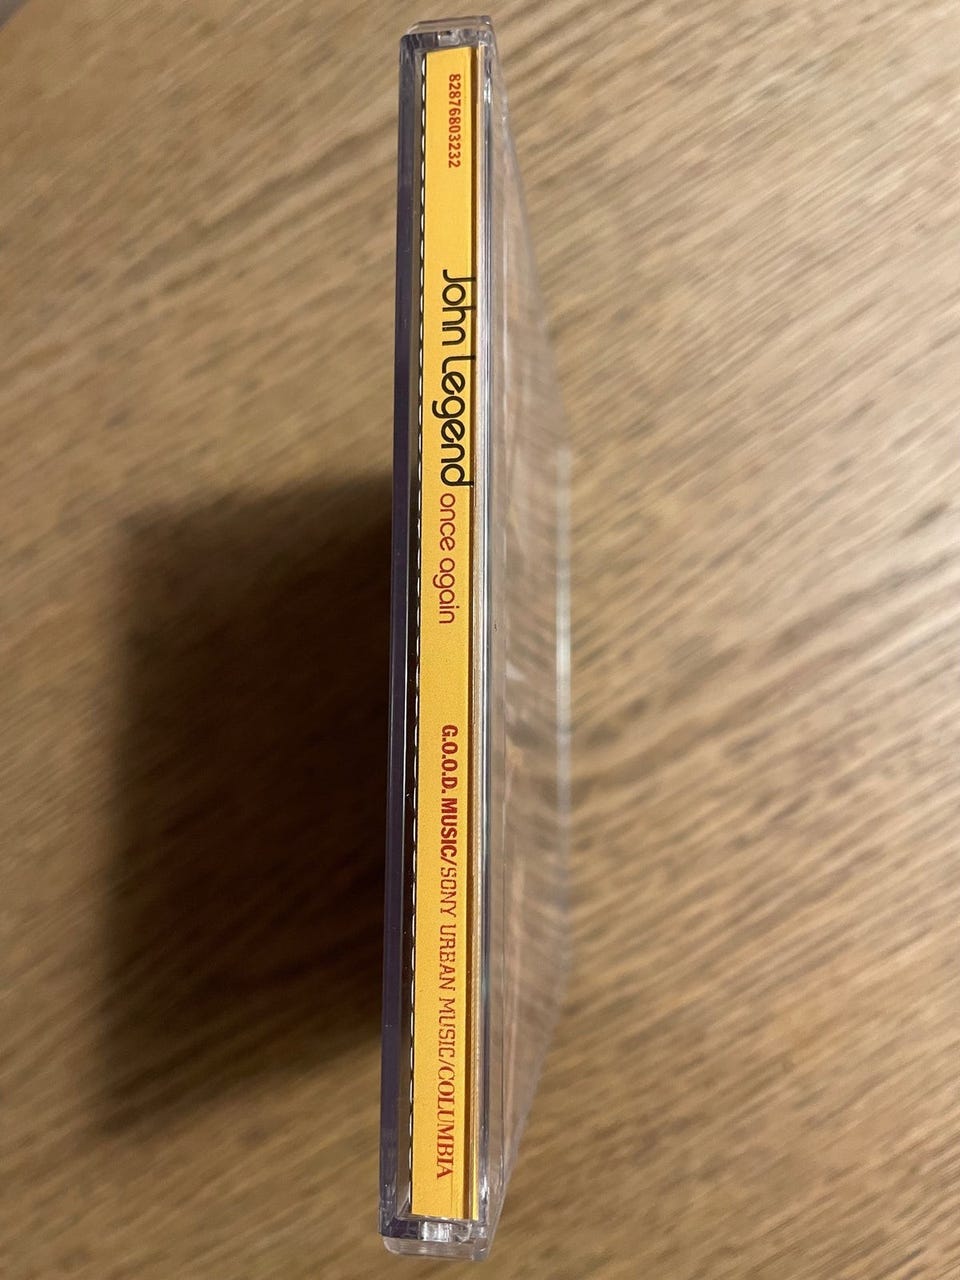 82876803232
John Legend once again
G.O.O.D. MUSIC/SONY URBAN MUSIC/COLUMBIA